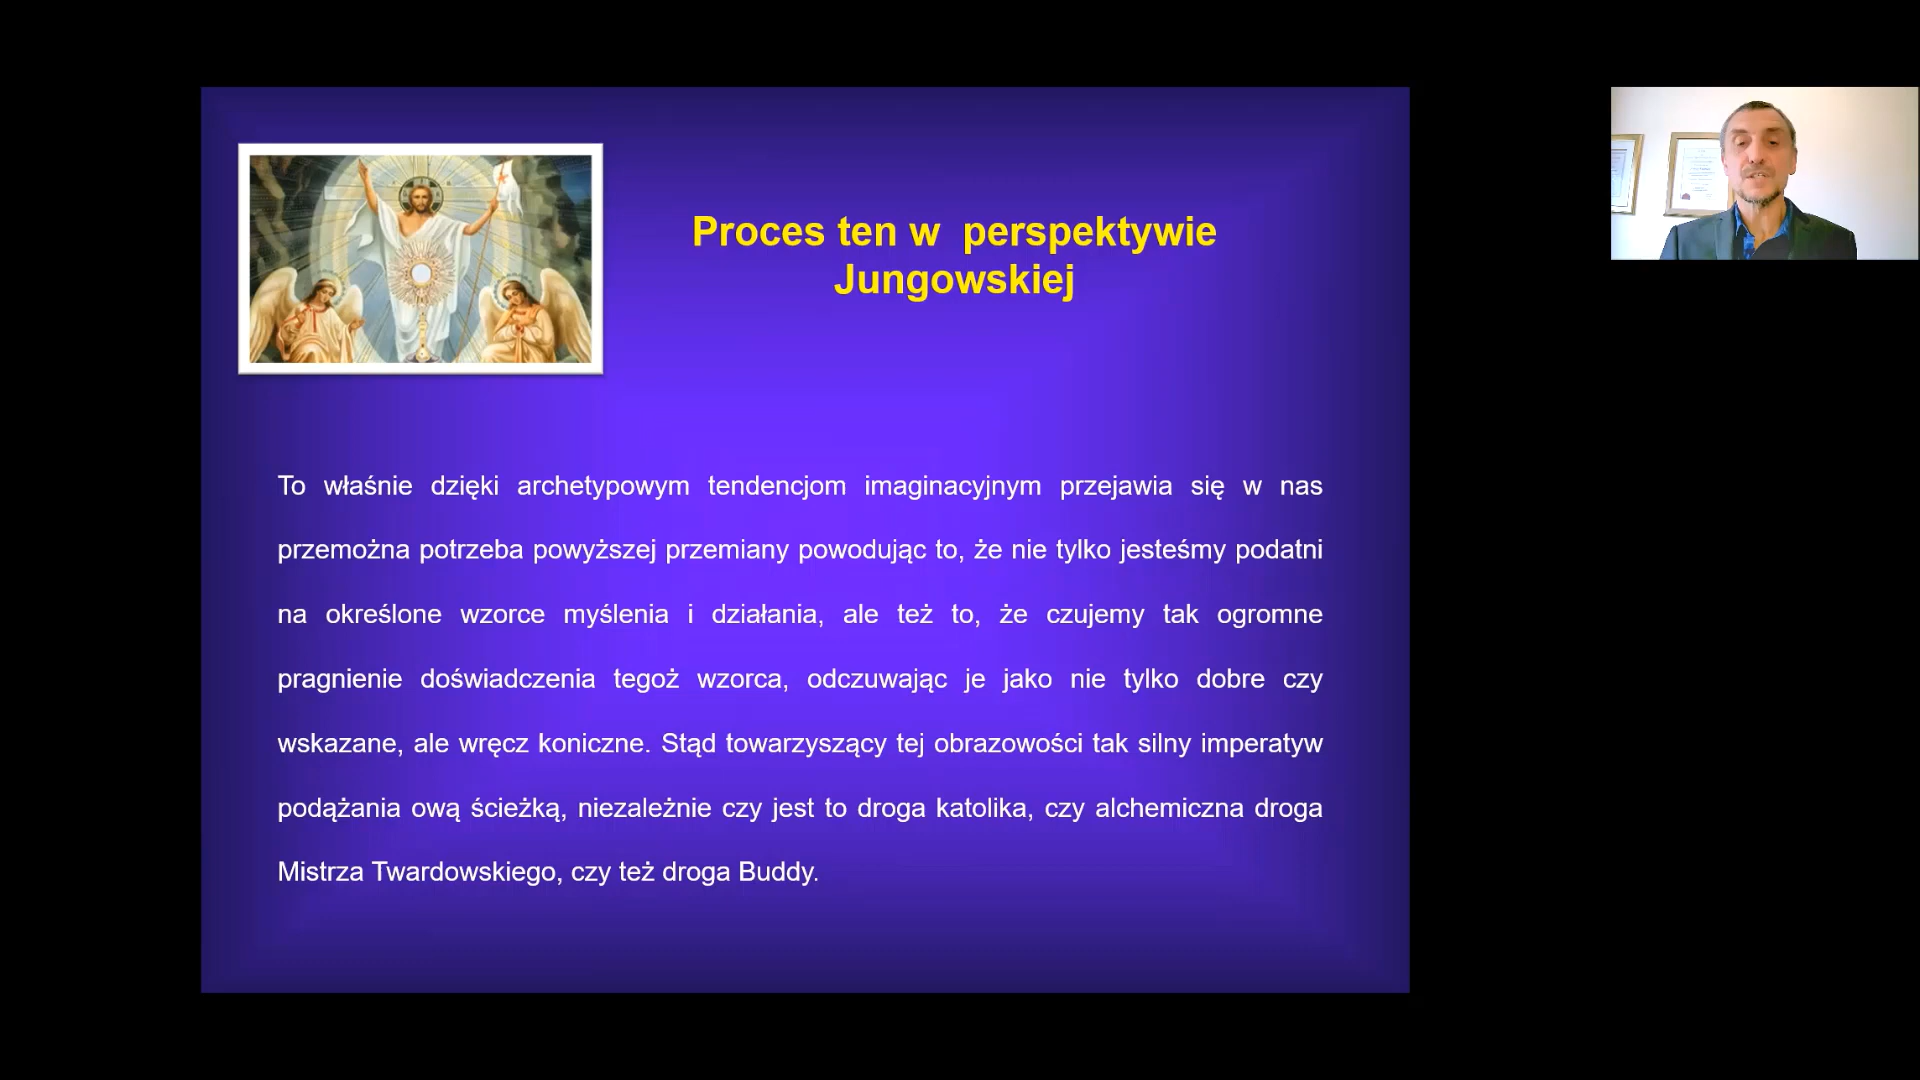 Proces ten w  perspektywie
Jungowskiej
To właśnie dzięki archetypowym tendencjom imaginacyjnym przejawia się w nas
przemożna potrzeba powyższej przemiany powodując to, że nie tylko jesteśmy podatni
na określone wzorce myślenia i działania, ale też to, że czujemy tak ogromne
pragnienie doświadczenia tegoż wzorca, odczuwając je jako nie tylko dobre czy
wskazane, ale wręcz koniczne. Stąd towarzyszący tej obrazowości tak silny imperatyw
podążania ową ścieżką, niezależnie czy jest to droga katolika, czy alchemiczna droga
Mistrza Twardowskiego, czy też droga Buddy.